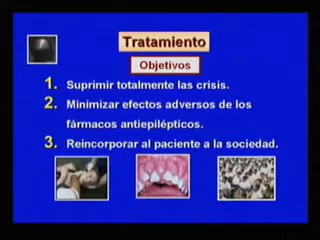 Tratamiento
Objetivos
1. Suprimir totalmente las crisis.
2. Minimizar efectos adversos de los
fármacos antiepilépticos.
3. Reincorporar al paciente a la sociedad.